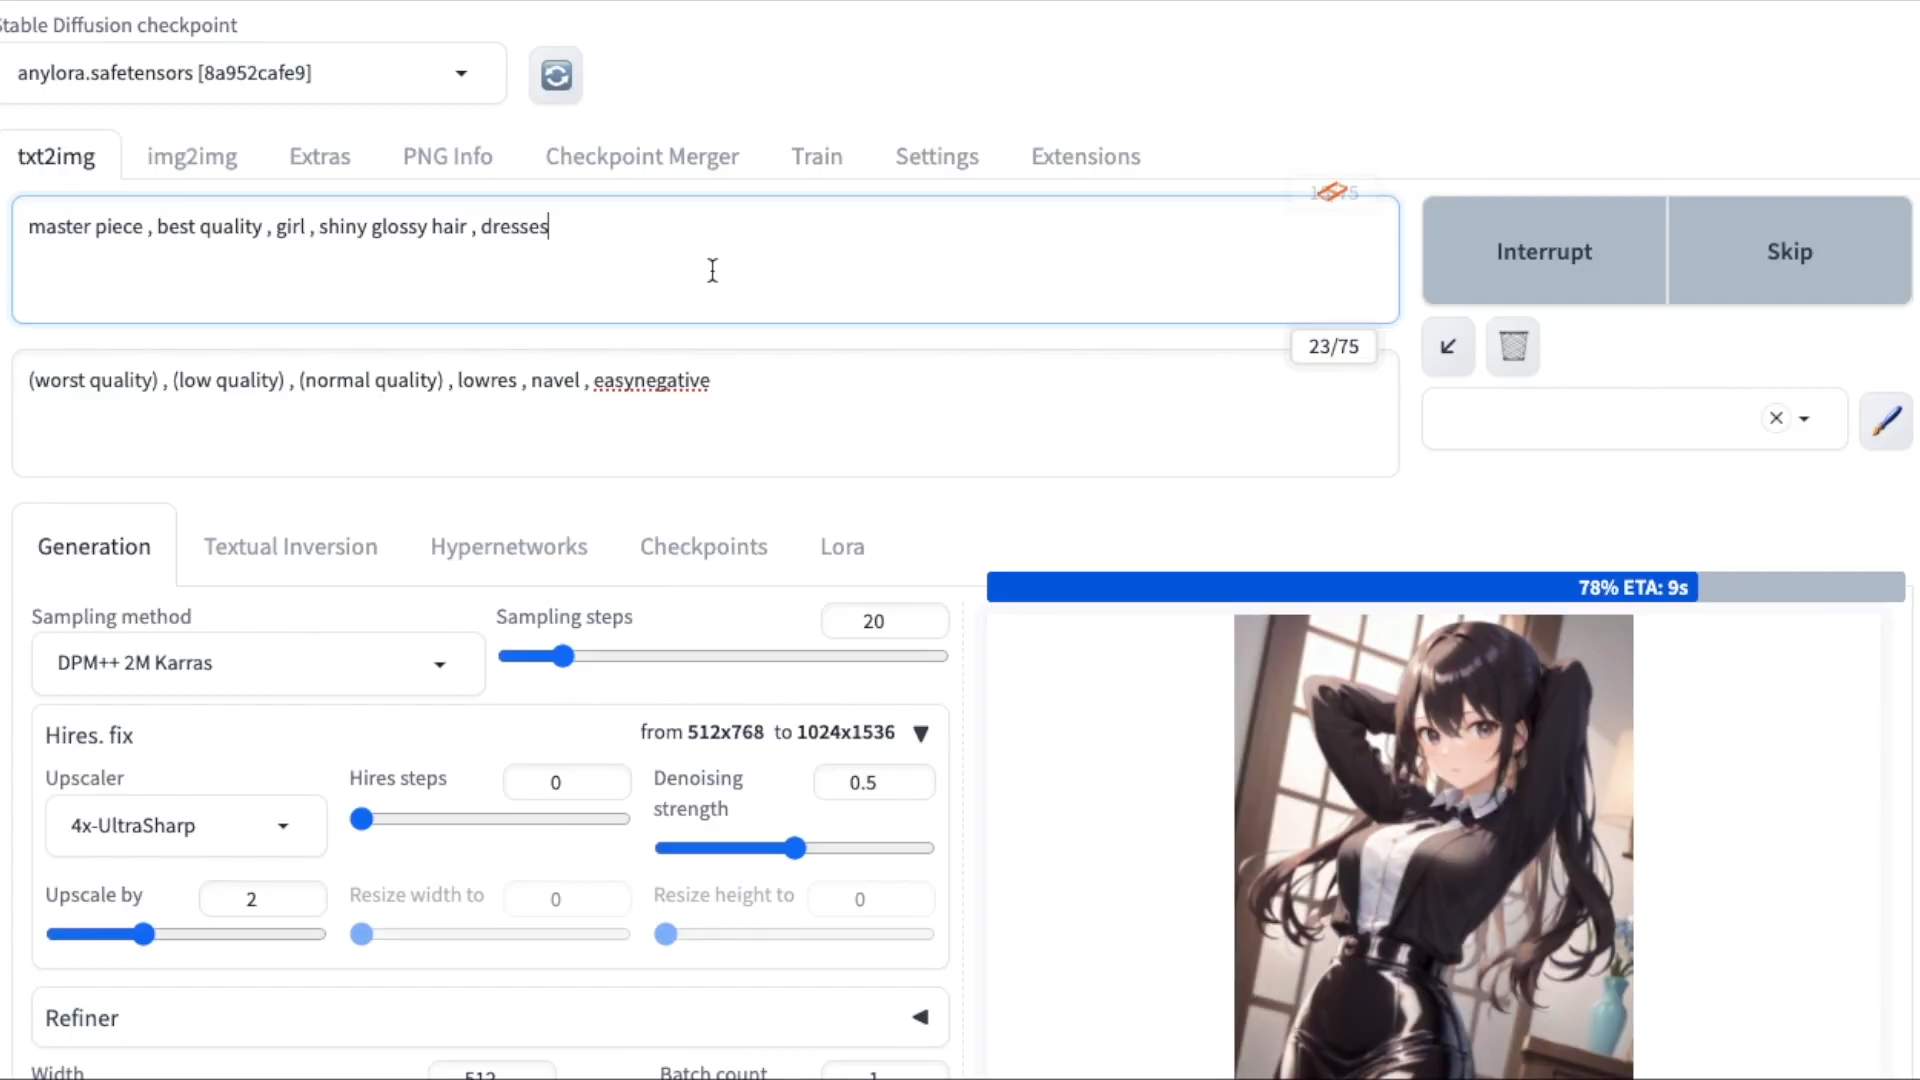 Stable Diffusion checkpoint
anylora.safetensors [8a952cafe9]
txt2img img2img Extras PNG Info Checkpoint Merger Train Settings Extensions
master piece , best quality , girl , shiny glossy hair , dresses
Interrupt Skip
23/75
(worst quality) , (low quality) , (normal quality) , lowres , navel , easynegative
Generation Textual Inversion Hypernetworks Checkpoints Lora
78% ETA: 9s
Sampling method Sampling steps 20
DPM++ 2M Karras
Hires. fix from 512x768 to 1024x1536
Upscaler Hires steps 0 Denoising strength 0.5
4x-UltraSharp
Upscale by 2 Resize width to 0 Resize height to 0
Refiner
Width 512 Batch count 1